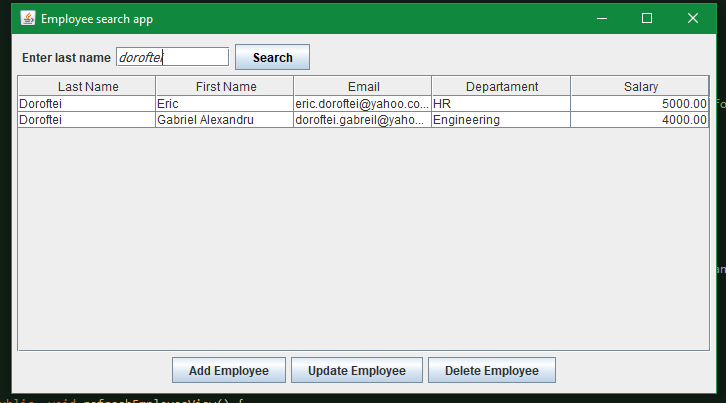 Employee search app
Enter last name doroftei Search
Last Name First Name Email Departament Salary
Doroftei Eric eric.doroftei@yahoo.co... HR 5000.00
Doroftei Gabriel Alexandru doroftei.gabreil@yaho... Engineering 4000.00
Add Employee Update Employee Delete Employee